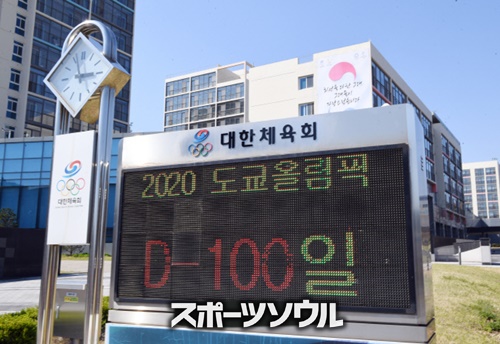 대한체육회
2020 도쿄올림픽
D-100일
대한체육회
スポーツソウル